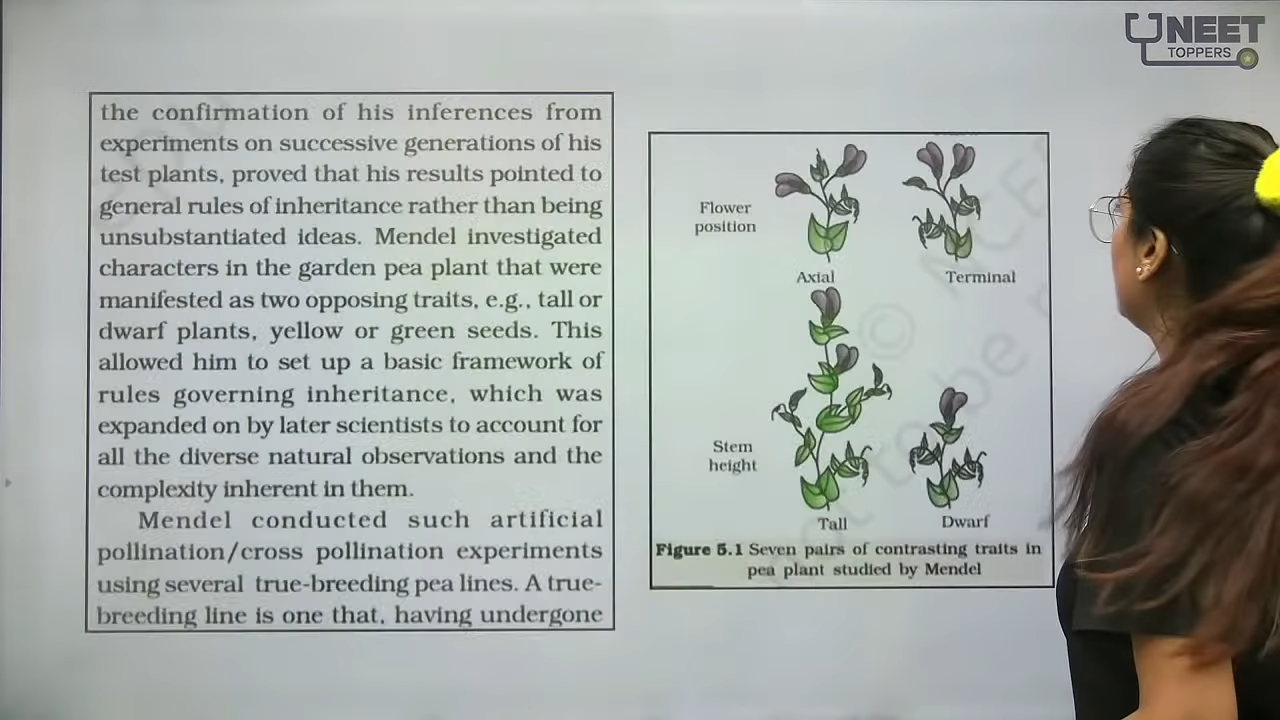 NEET
TOPPERS
the confirmation of his inferences from
experiments on successive generations of his
test plants, proved that his results pointed to
general rules of inheritance rather than being
unsubstantiated ideas. Mendel investigated
characters in the garden pea plant that were
manifested as two opposing traits, e.g., tall or
dwarf plants, yellow or green seeds. This
allowed him to set up a basic framework of
rules governing inheritance, which was
expanded on by later scientists to account for
all the diverse natural observations and the
complexity inherent in them.
Mendel conducted such artificial
pollination/cross pollination experiments
using several true-breeding pea lines. A true-
breeding line is one that, having undergone
Flower
position
Axial
Terminal
Stem
height
Tall
Dwarf
Figure 5.1 Seven pairs of contrasting traits in
pea plant studied by Mendel